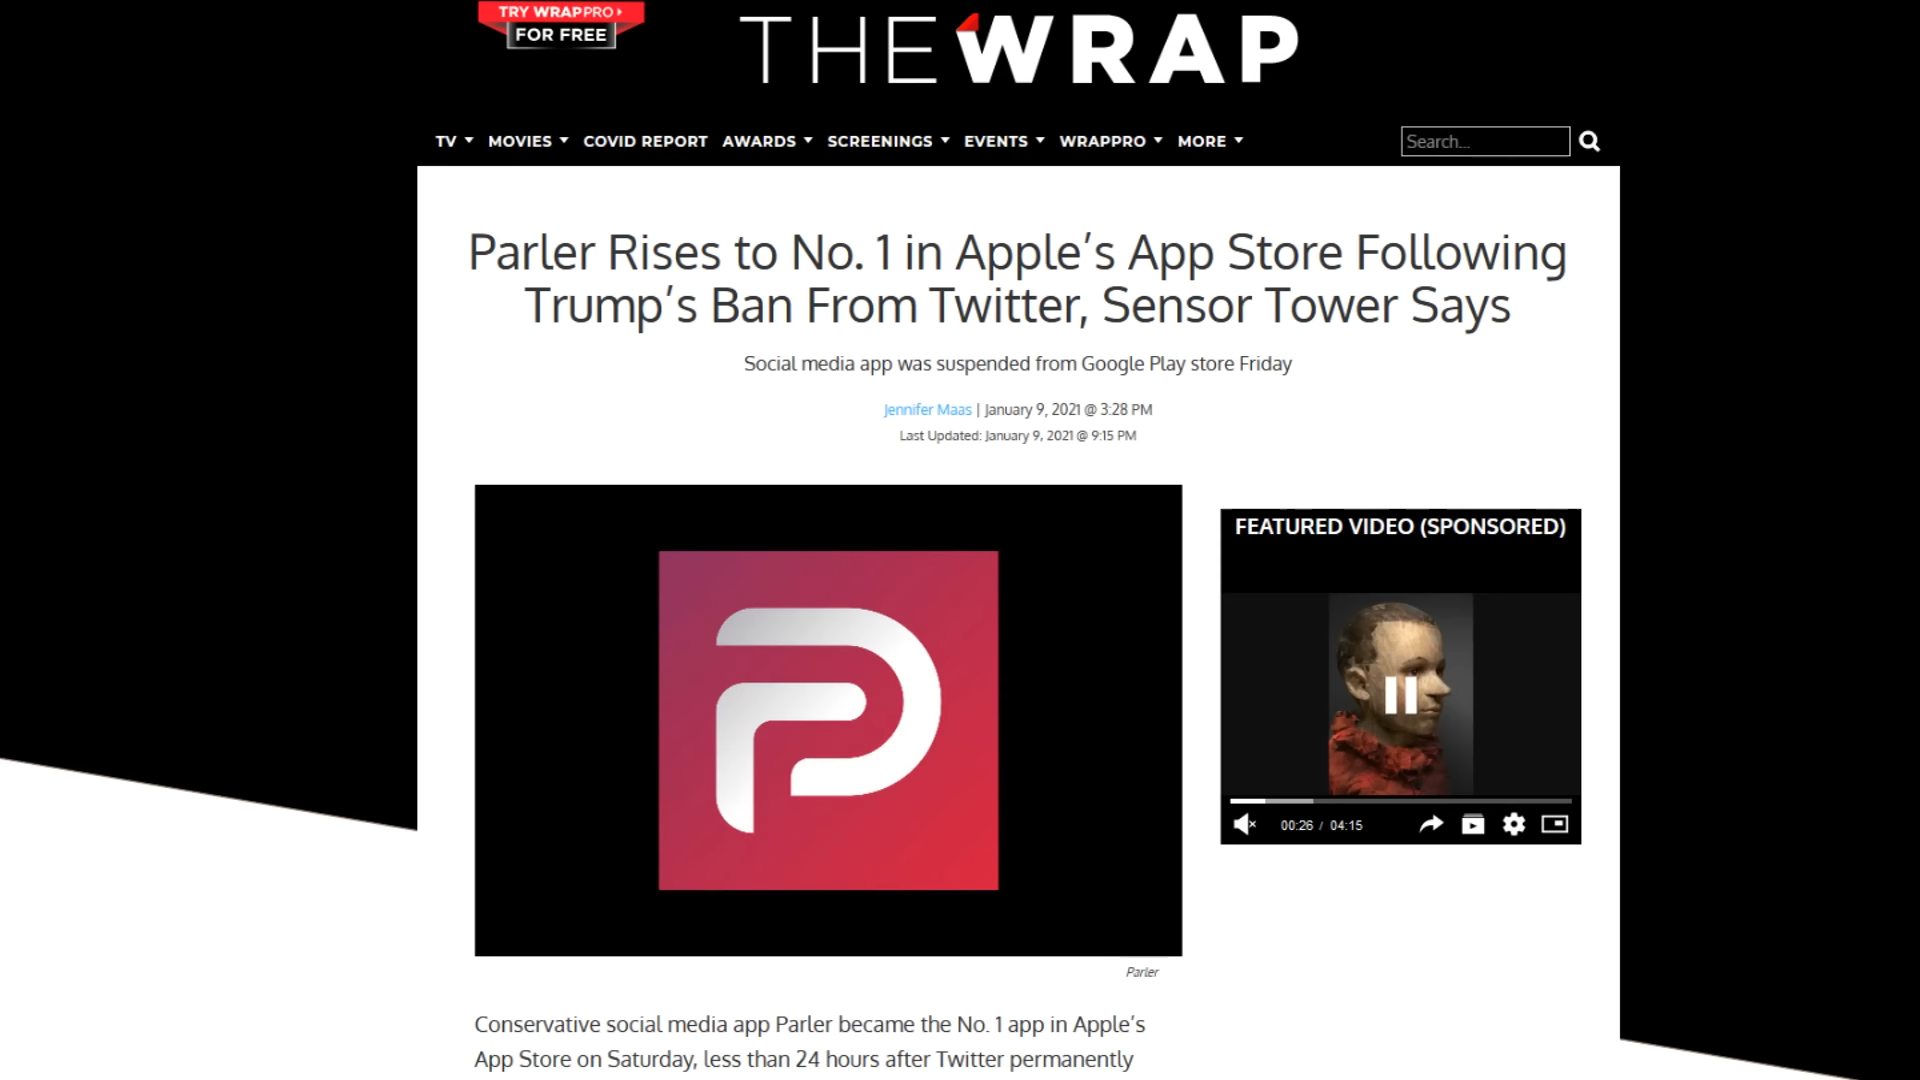 TRY WRAPPRO
FOR FREE
THE WRAP
TV MOVIES COVID REPORT AWARDS SCREENINGS EVENTS WRAPPRO MORE Search...
Parler Rises to No. 1 in Apple’s App Store Following
Trump’s Ban From Twitter, Sensor Tower Says
Social media app was suspended from Google Play store Friday
Jennifer Maas | January 9, 2021 @ 3:28 PM
Last Updated: January 9, 2021 @ 9:15 PM
FEATURED VIDEO (SPONSORED)
00:26 / 04:15
Parler
Conservative social media app Parler became the No. 1 app in Apple’s
App Store on Saturday, less than 24 hours after Twitter permanently